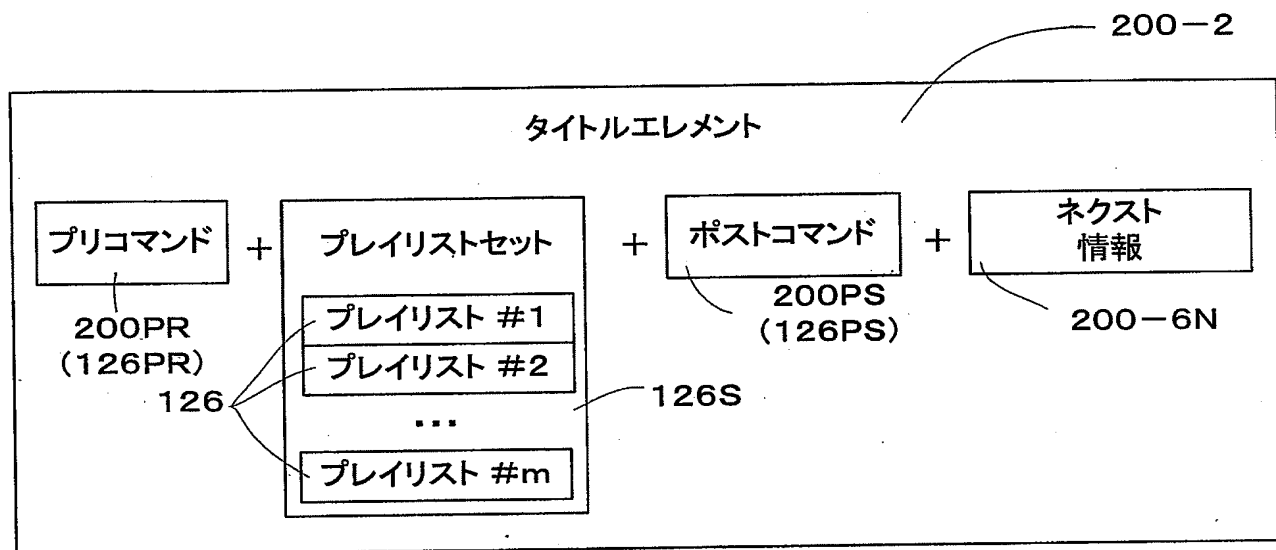 200-2
タイトルエレメント
プリコマンド
+
プレイリストセット
+
ポストコマンド
+
ネクスト
情報
200PR
(126PR)
プレイリスト #1
プレイリスト #2
...
プレイリスト #m
126
126S
200PS
(126PS)
200-6N